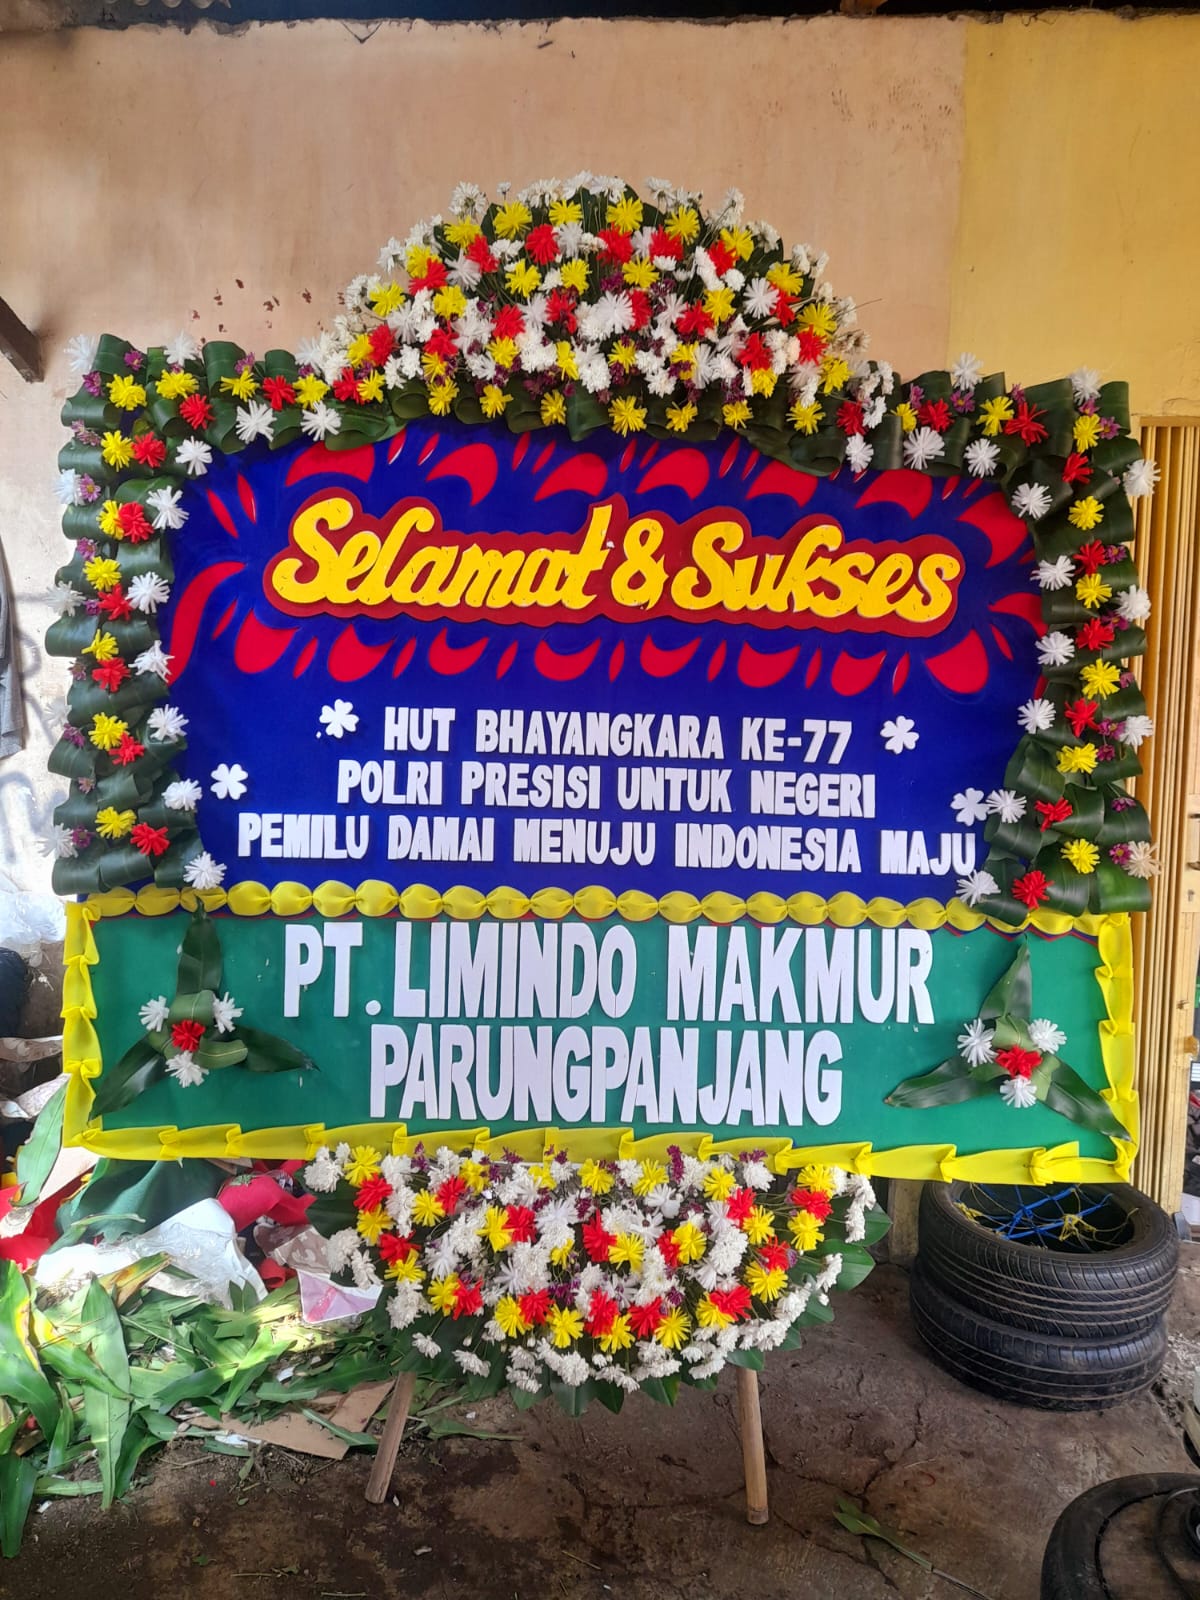 Selamat & Sukses
HUT BHAYANGKARA KE-77
POLRI PRESISI UNTUK NEGERI
PEMILU DAMAI MENUJU INDONESIA MAJU
PT. LIMINDO MAKMUR
PARUNGPANJANG